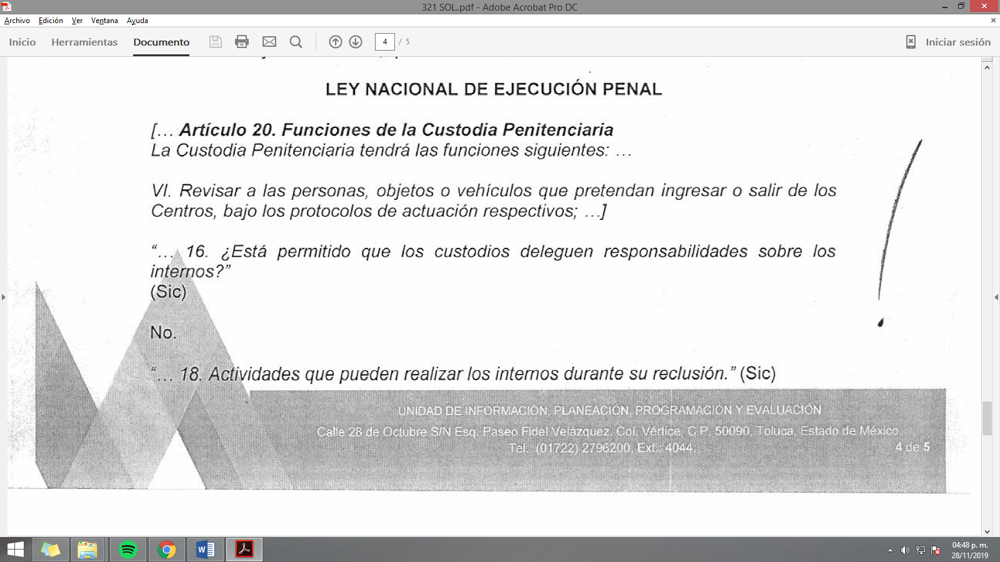 321 SOL..pdf - Adobe Acrobat Pro DC
Archivo Edición Ver Ventana Ayuda
Inicio Herramientas Documento 4 / 5 Iniciar sesión
LEY NACIONAL DE EJECUCIÓN PENAL
[… Artículo 20. Funciones de la Custodia Penitenciaria
La Custodia Penitenciaria tendrá las funciones siguientes: …
VI. Revisar a las personas, objetos o vehículos que pretendan ingresar o salir de los
Centros, bajo los protocolos de actuación respectivos; …]
“… 16. ¿Está permitido que los custodios deleguen responsabilidades sobre los
internos?”
(Sic)
No.
“… 18. Actividades que pueden realizar los internos durante su reclusión.” (Sic)
UNIDAD DE INFORMACIÓN, PLANEACIÓN, PROGRAMACIÓN Y EVALUACIÓN
Calle 28 de Octubre S/N Esq. Paseo Fidel Velázquez, Col. Vértice, C.P. 50090, Toluca, Estado de México.
Tel.: (01722) 2796200, Ext.: 4044.
4 de 5
04:48 p. m.
28/11/2019